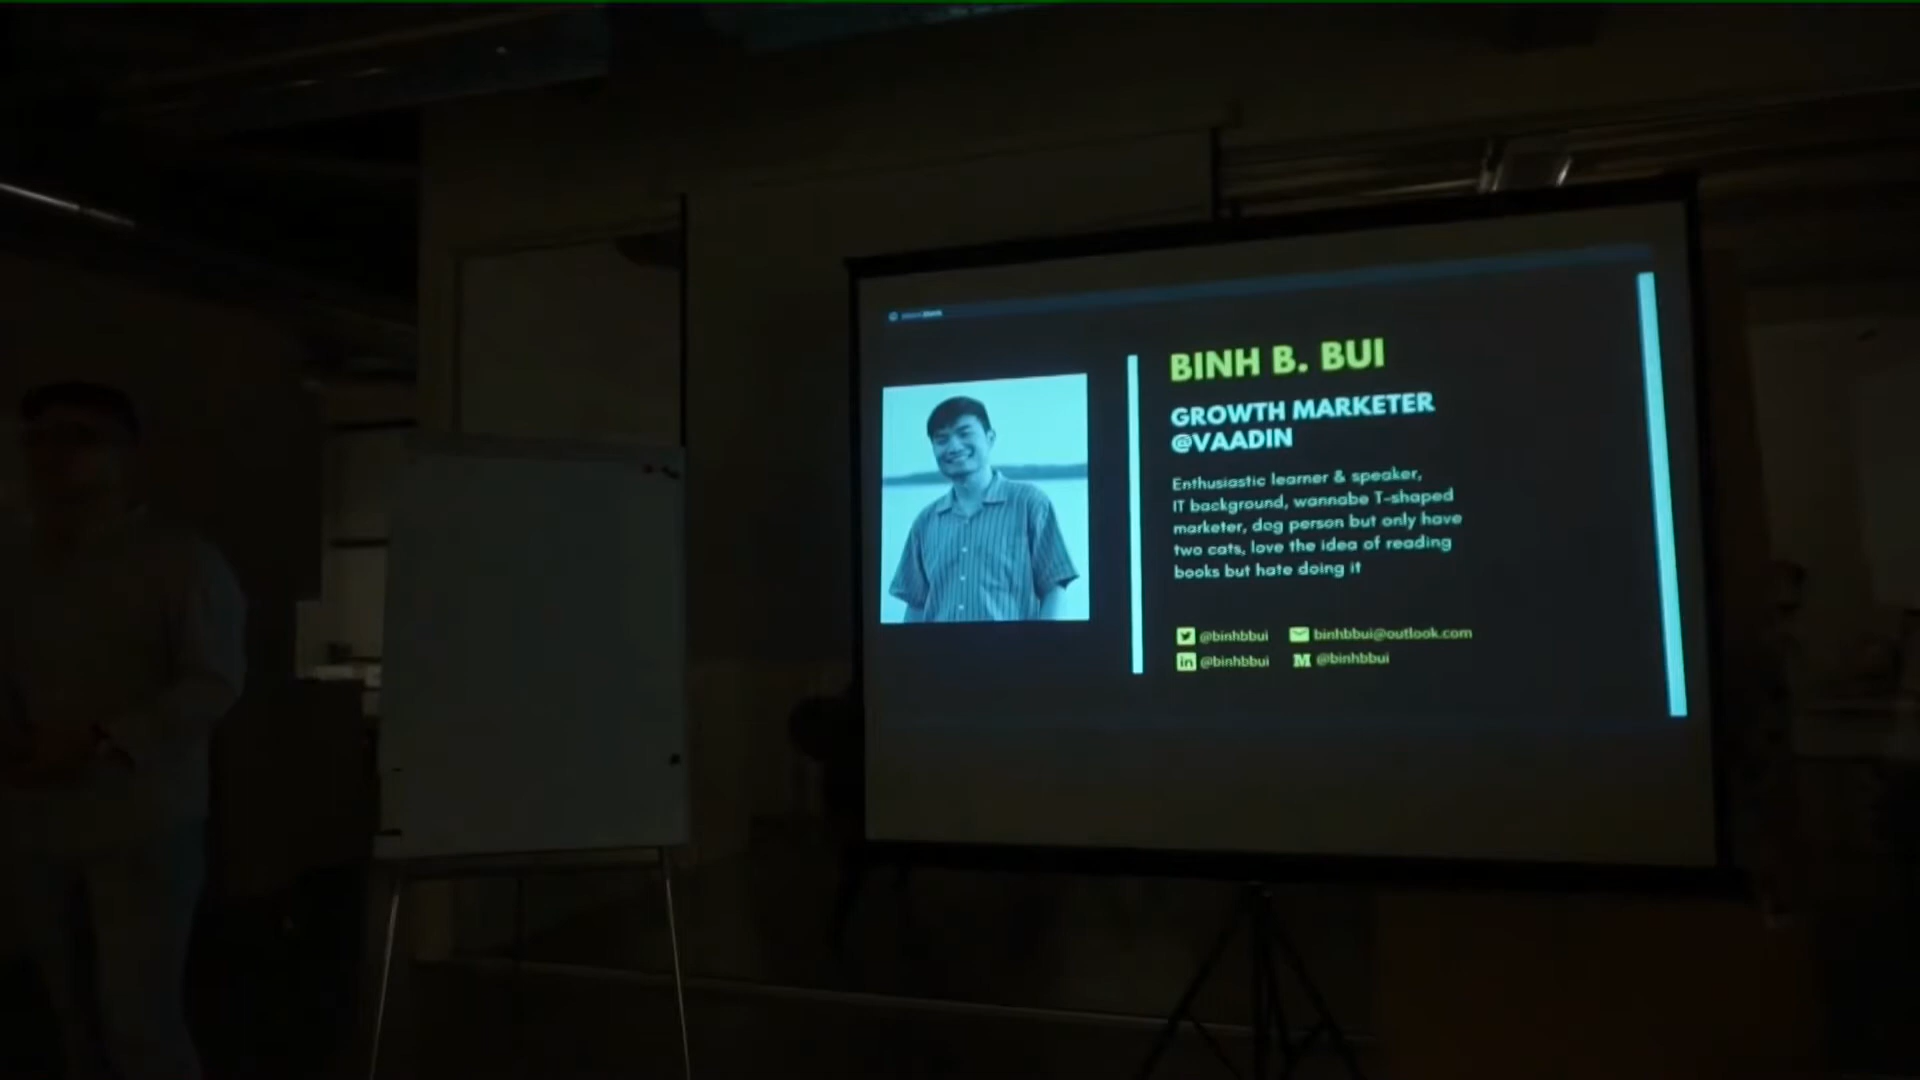 BINH B. BUI
GROWTH MARKETER
@VAADIN
Enthusiastic learner & speaker,
IT background, wannabe T-shaped
marketer, dog person but only have
two cats, love the idea of reading
books but hate doing it
@binhbbui binhbbui@outlook.com
in @binhbbui M @binhbbui